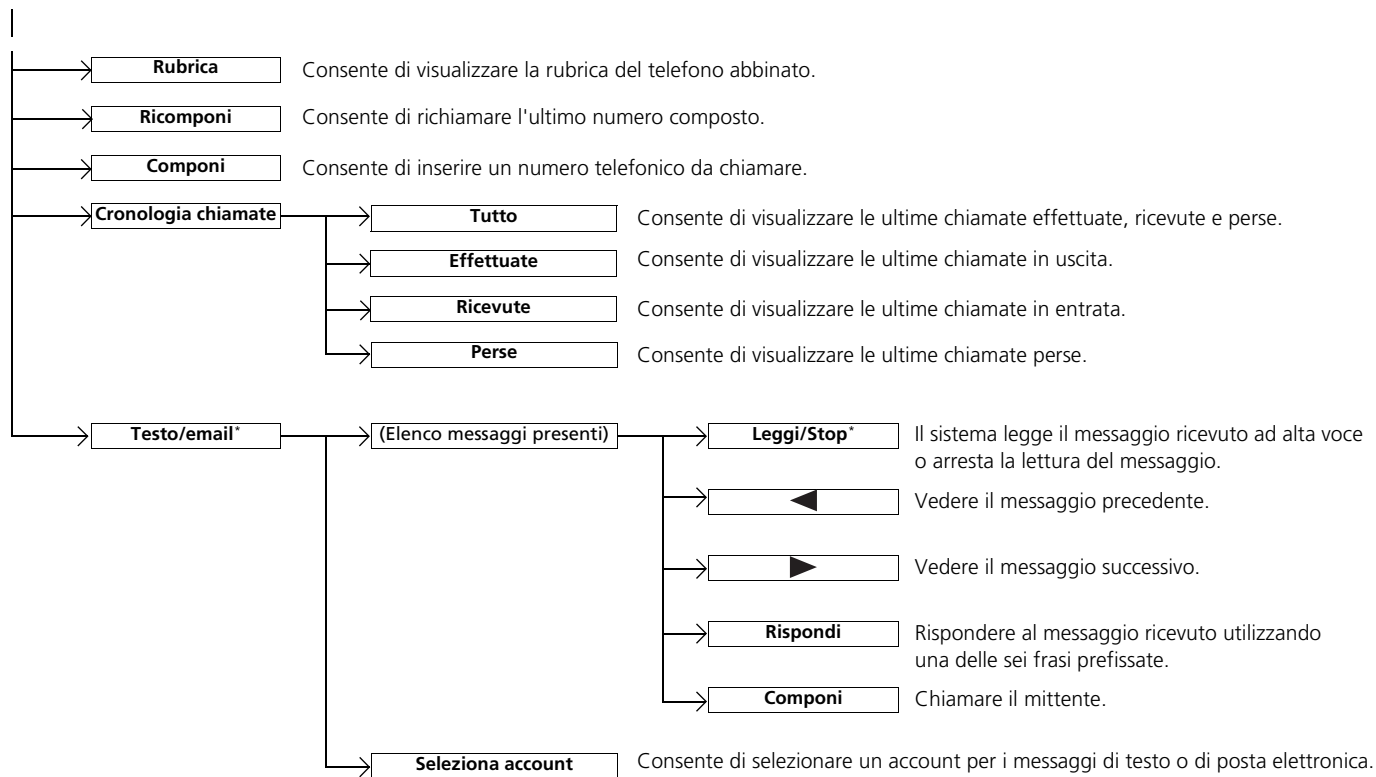 Rubrica Consente di visualizzare la rubrica del telefono abbinato.
Ricomponi Consente di richiamare l'ultimo numero composto.
Componi Consente di inserire un numero telefonico da chiamare.
Cronologia chiamate Tutto Consente di visualizzare le ultime chiamate effettuate, ricevute e perse.
Effettuate Consente di visualizzare le ultime chiamate in uscita.
Ricevute Consente di visualizzare le ultime chiamate in entrata.
Perse Consente di visualizzare le ultime chiamate perse.
Testo/email* (Elenco messaggi presenti) Leggi/Stop* Il sistema legge il messaggio ricevuto ad alta voce
o arresta la lettura del messaggio.
◀ Vedere il messaggio precedente.
▶ Vedere il messaggio successivo.
Rispondi Rispondere al messaggio ricevuto utilizzando
una delle sei frasi prefissate.
Componi Chiamare il mittente.
Seleziona account Consente di selezionare un account per i messaggi di testo o di posta elettronica.